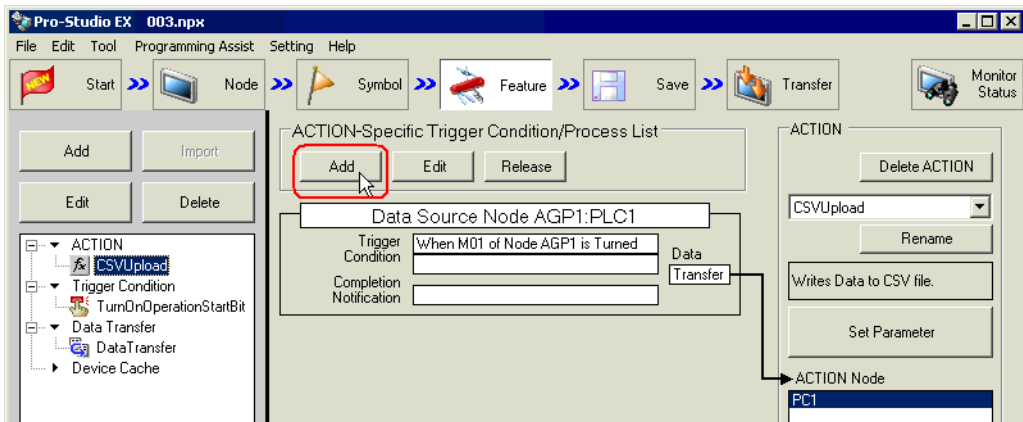 Pro-Studio EX 003.npx
File Edit Tool Programming Assist Setting Help
NEW Start Node Symbol Feature Save Transfer Monitor Status
Add Import
Edit Delete
ACTION
fx CSVUpload
Trigger Condition
TurnOnOperationStartBit
Data Transfer
DataTransfer
Device Cache
ACTION-Specific Trigger Condition/Process List
Add Edit Release
Data Source Node AGP1:PLC1
Trigger Condition When M01 of Node AGP1 is Turned
Completion Notification
Data Transfer
ACTION
Delete ACTION
CSVUpload
Rename
Writes Data to CSV file.
Set Parameter
ACTION Node
PC1